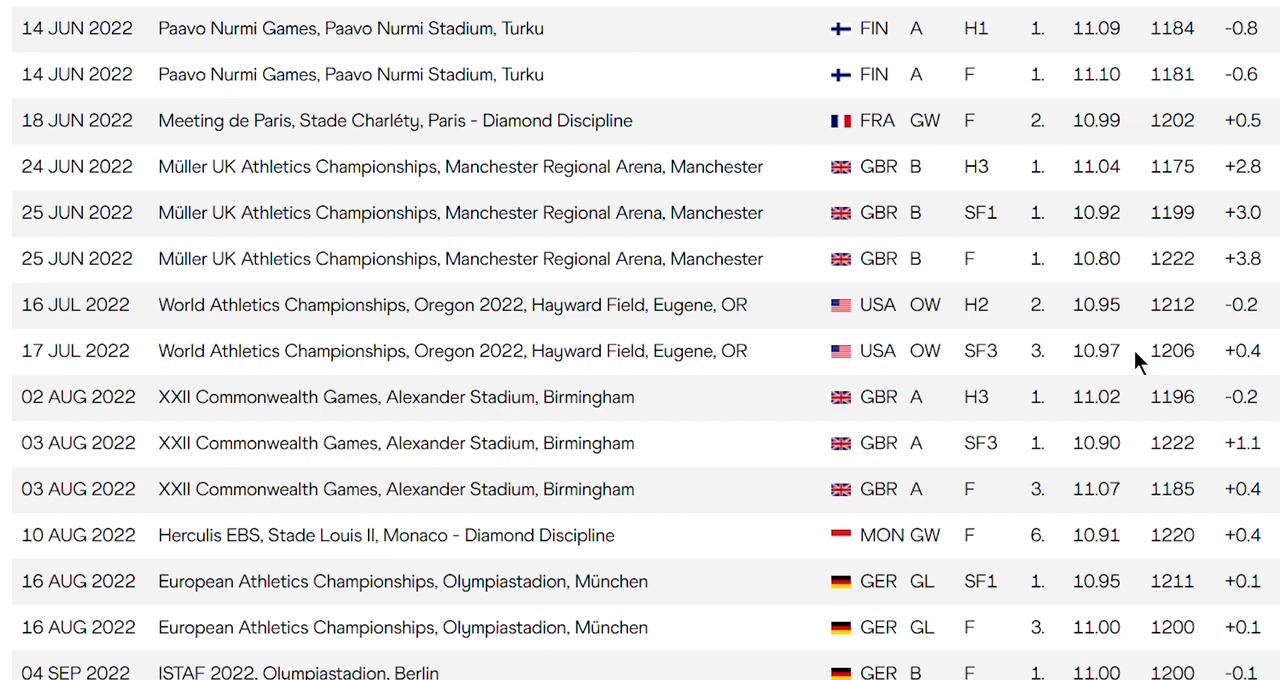 14 JUN 2022 Paavo Nurmi Games, Paavo Nurmi Stadium, Turku FIN A H1 1. 11.09 1184 -0.8
14 JUN 2022 Paavo Nurmi Games, Paavo Nurmi Stadium, Turku FIN A F 1. 11.10 1181 -0.6
18 JUN 2022 Meeting de Paris, Stade Charléty, Paris - Diamond Discipline FRA GW F 2. 10.99 1202 +0.5
24 JUN 2022 Müller UK Athletics Championships, Manchester Regional Arena, Manchester GBR B H3 1. 11.04 1175 +2.8
25 JUN 2022 Müller UK Athletics Championships, Manchester Regional Arena, Manchester GBR B SF1 1. 10.92 1199 +3.0
25 JUN 2022 Müller UK Athletics Championships, Manchester Regional Arena, Manchester GBR B F 1. 10.80 1222 +3.8
16 JUL 2022 World Athletics Championships, Oregon 2022, Hayward Field, Eugene, OR USA OW H2 2. 10.95 1212 -0.2
17 JUL 2022 World Athletics Championships, Oregon 2022, Hayward Field, Eugene, OR USA OW SF3 3. 10.97 1206 +0.4
02 AUG 2022 XXII Commonwealth Games, Alexander Stadium, Birmingham GBR A H3 1. 11.02 1196 -0.2
03 AUG 2022 XXII Commonwealth Games, Alexander Stadium, Birmingham GBR A SF3 1. 10.90 1222 +1.1
03 AUG 2022 XXII Commonwealth Games, Alexander Stadium, Birmingham GBR A F 3. 11.07 1185 +0.4
10 AUG 2022 Herculis EBS, Stade Louis II, Monaco - Diamond Discipline MON GW F 6. 10.91 1220 +0.4
16 AUG 2022 European Athletics Championships, Olympiastadion, München GER GL SF1 1. 10.95 1211 +0.1
16 AUG 2022 European Athletics Championships, Olympiastadion, München GER GL F 3. 11.00 1200 +0.1
04 SEP 2022 ISTAF 2022, Olympiastadion, Berlin GER B F 1. 11.00 1200 -0.1